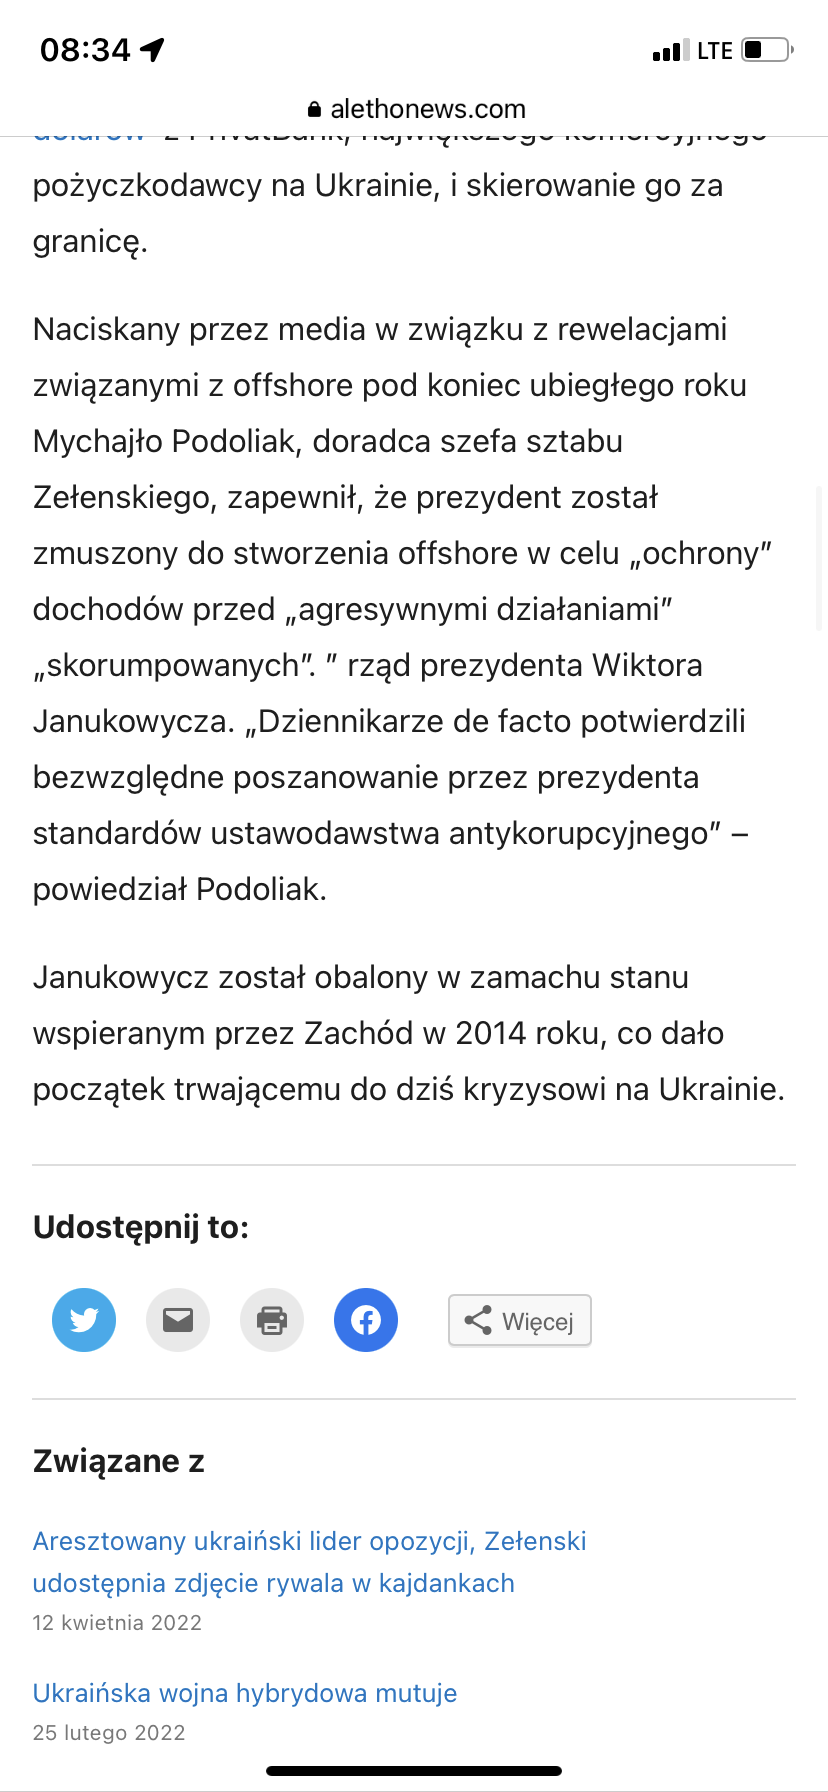 08:34
LTE
alethonews.com
dolarów z PrivatBank, największego komercyjnego
pożyczkodawcy na Ukrainie, i skierowanie go za
granicę.
Naciskany przez media w związku z rewelacjami
związanymi z offshore pod koniec ubiegłego roku
Mychajło Podoliak, doradca szefa sztabu
Zełenskiego, zapewnił, że prezydent został
zmuszony do stworzenia offshore w celu „ochrony”
dochodów przed „agresywnymi działaniami”
„skorumpowanych”. ” rząd prezydenta Wiktora
Janukowycza. „Dziennikarze de facto potwierdzili
bezwzględne poszanowanie przez prezydenta
standardów ustawodawstwa antykorupcyjnego” –
powiedział Podoliak.
Janukowycz został obalony w zamachu stanu
wspieranym przez Zachód w 2014 roku, co dało
początek trwającemu do dziś kryzysowi na Ukrainie.
Udostępnij to:
Więcej
Związane z
Aresztowany ukraiński lider opozycji, Zełenski
udostępnia zdjęcie rywala w kajdankach
12 kwietnia 2022
Ukraińska wojna hybrydowa mutuje
25 lutego 2022